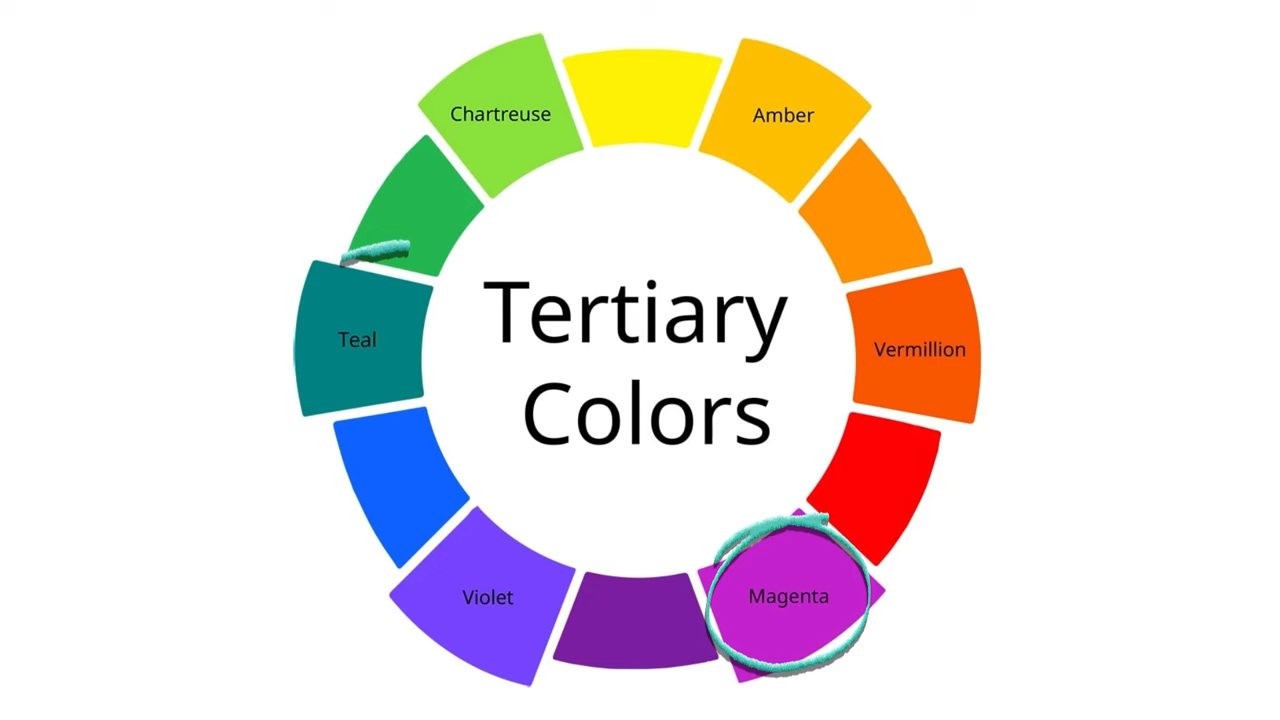 Chartreuse
Amber
Tertiary
Colors
Teal
Vermillion
Violet
Magenta